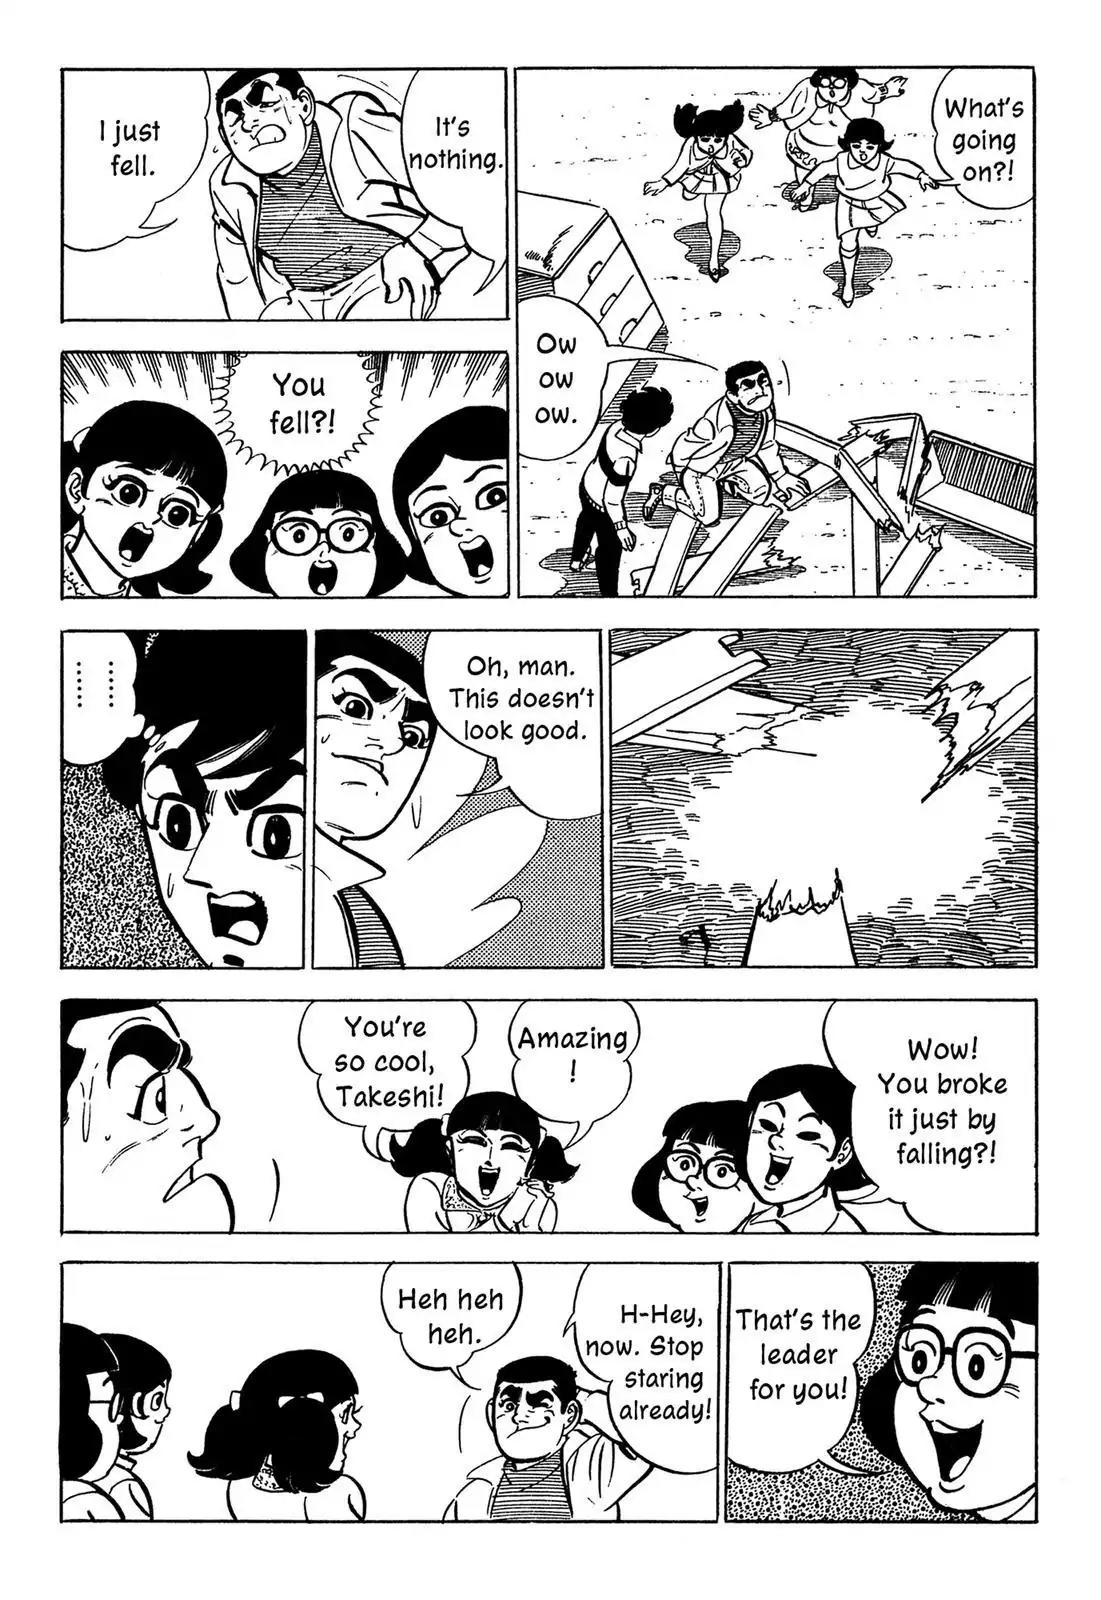 What's
going
on?!
Ow
ow
ow.
It's
nothing.
I just
fell.
You
fell?!
Oh, man.
This doesn't
look good.
......
......
Wow!
You broke
it just by
falling?!
Amazing
!
You're
so cool,
Takeshi!
That's the
leader
for you!
H-Hey,
now. Stop
staring
already!
Heh heh
heh.